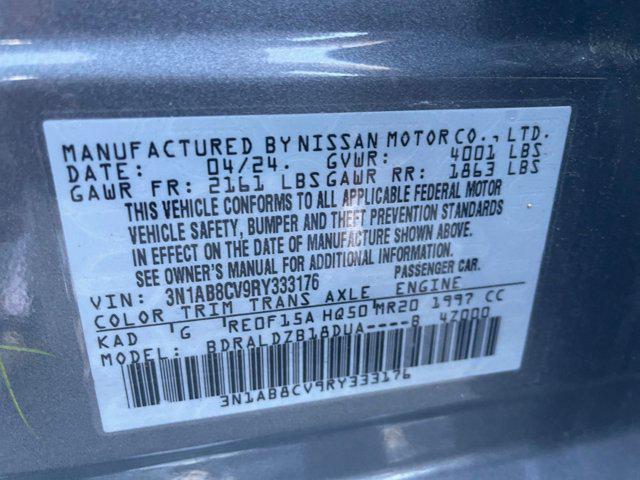 MANUFACTURED BY NISSAN MOTOR CO., LTD.
DATE: 04/24. GVWR: 4001 LBS
GAWR FR: 2161 LBS GAWR RR: 1863 LBS
THIS VEHICLE CONFORMS TO ALL APPLICABLE FEDERAL MOTOR
VEHICLE SAFETY, BUMPER AND THEFT PREVENTION STANDARDS
IN EFFECT ON THE DATE OF MANUFACTURE SHOWN ABOVE.
SEE OWNER'S MANUAL FOR ADDITIONAL INFORMATION
VIN: 3N1AB8CV9RY333176 PASSENGER CAR.
COLOR TRIM TRANS AXLE ENGINE
KAD G RE0F15A HQ50 MR20 1997 CC
MODEL: BDRALDZB18DUA----8 4Z000
3N1AB8CV9RY333176